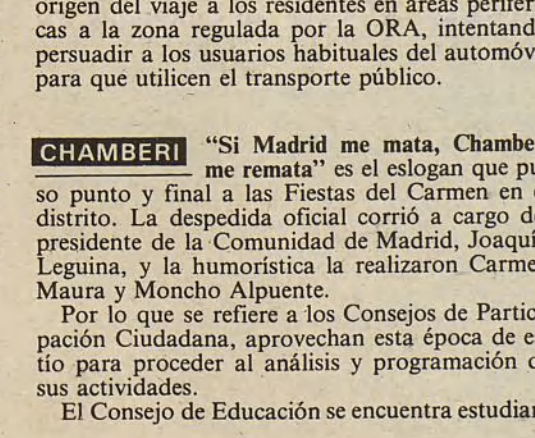 origen del viaje a los residentes en áreas perifér
cas a la zona regulada por la ORA, intentand
persuadir a los usuarios habituales del automóv
para que utilicen el transporte público.
CHAMBERI "Si Madrid me mata, Chambe
me remata" es el eslogan que pu
so punto y final a las Fiestas del Carmen en
distrito. La despedida oficial corrió a cargo d
presidente de la Comunidad de Madrid, Joaquí
Leguina, y la humorística la realizaron Carme
Maura y Moncho Alpuente.
Por lo que se refiere a los Consejos de Partic
pación Ciudadana, aprovechan esta época de e
tío para proceder al análisis y programación d
sus actividades.
El Consejo de Educación se encuentra estudian